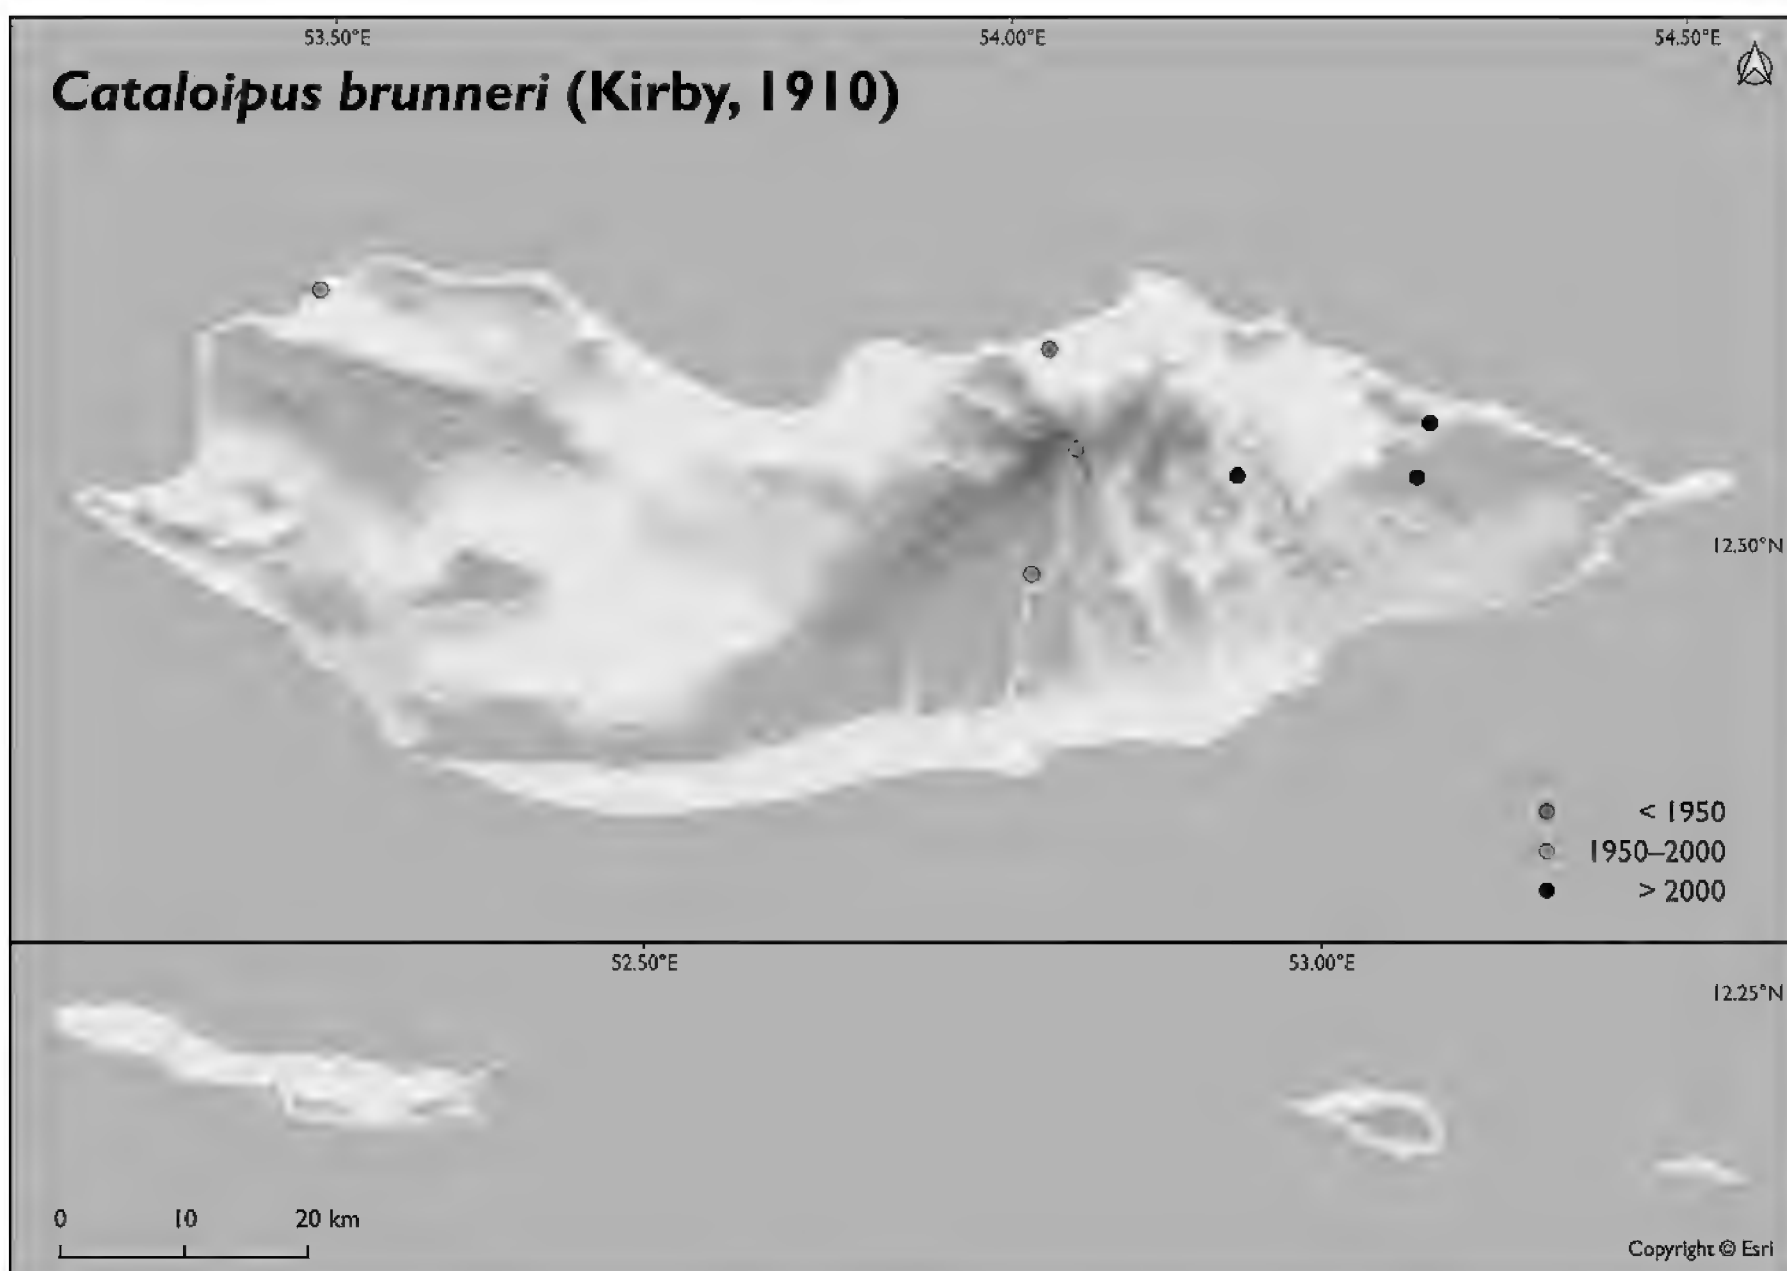 53.50°E 54.00°E 54.50°E
Cataloipus brunneri (Kirby, 1910)
12.50°N
< 1950
1950–2000
> 2000
52.50°E 53.00°E
12.25°N
0 10 20 km
Copyright © Esri